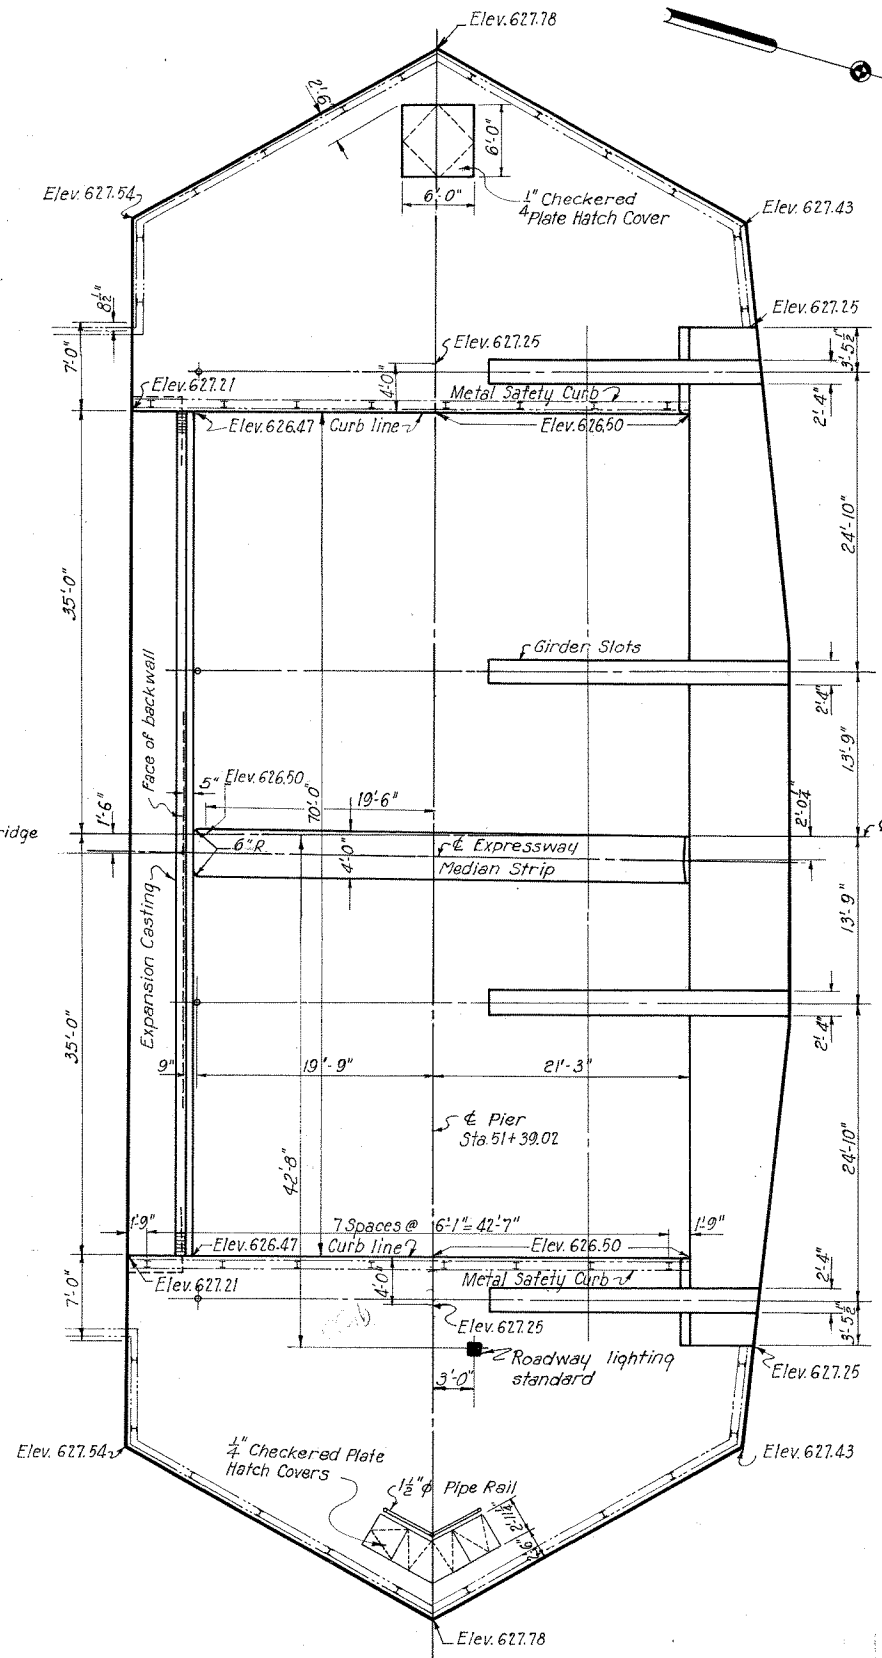 Elev. 627.78
2'-6"
6'-0"
6'-0"
Elev. 627.54
1/4" Checkered
Plate Hatch Cover
Elev. 627.43
8 1/2"
Elev. 627.25
7'-0"
Elev. 627.25
3'-5 1/2"
4'-0"
Elev. 627.21
Metal Safety Curb
2'-4"
Elev. 626.47
Curb line
Elev. 626.50
24'-10"
35'-0"
Face of backwall
Girder Slots
2'-4"
13'-9"
5"
Elev. 626.50
19'-6"
70'-0"
1'-6"
2'-0 1/4"
ridge
6" R.
4'-0"
℄ Expressway
Median Strip
Expansion Casting
13'-9"
2'-4"
35'-0"
9"
19'-9"
21'-3"
℄ Pier
Sta. 51+39.02
42'-8"
24'-10"
1'-9"
7 Spaces @ 6'-1" = 42'-7"
1'-9"
Elev. 626.47
Curb line
Elev. 626.50
Elev. 627.21
4'-0"
Metal Safety Curb
2'-4"
7'-0"
Elev. 627.25
3'-5 1/2"
Roadway lighting
standard
3'-0"
Elev. 627.25
Elev. 627.54
1/4" Checkered Plate
Hatch Covers
Elev. 627.43
1 1/2" ϕ Pipe Rail
2'-6"
Elev. 627.78